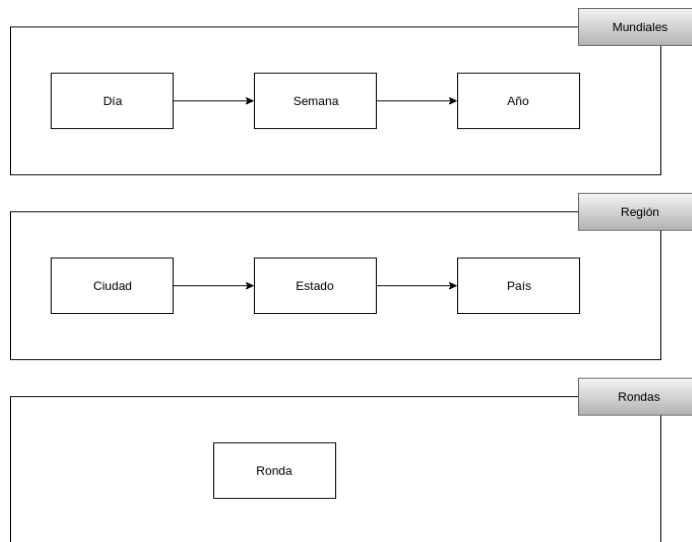 Mundiales
Día
Semana
Año
Región
Ciudad
Estado
País
Rondas
Ronda